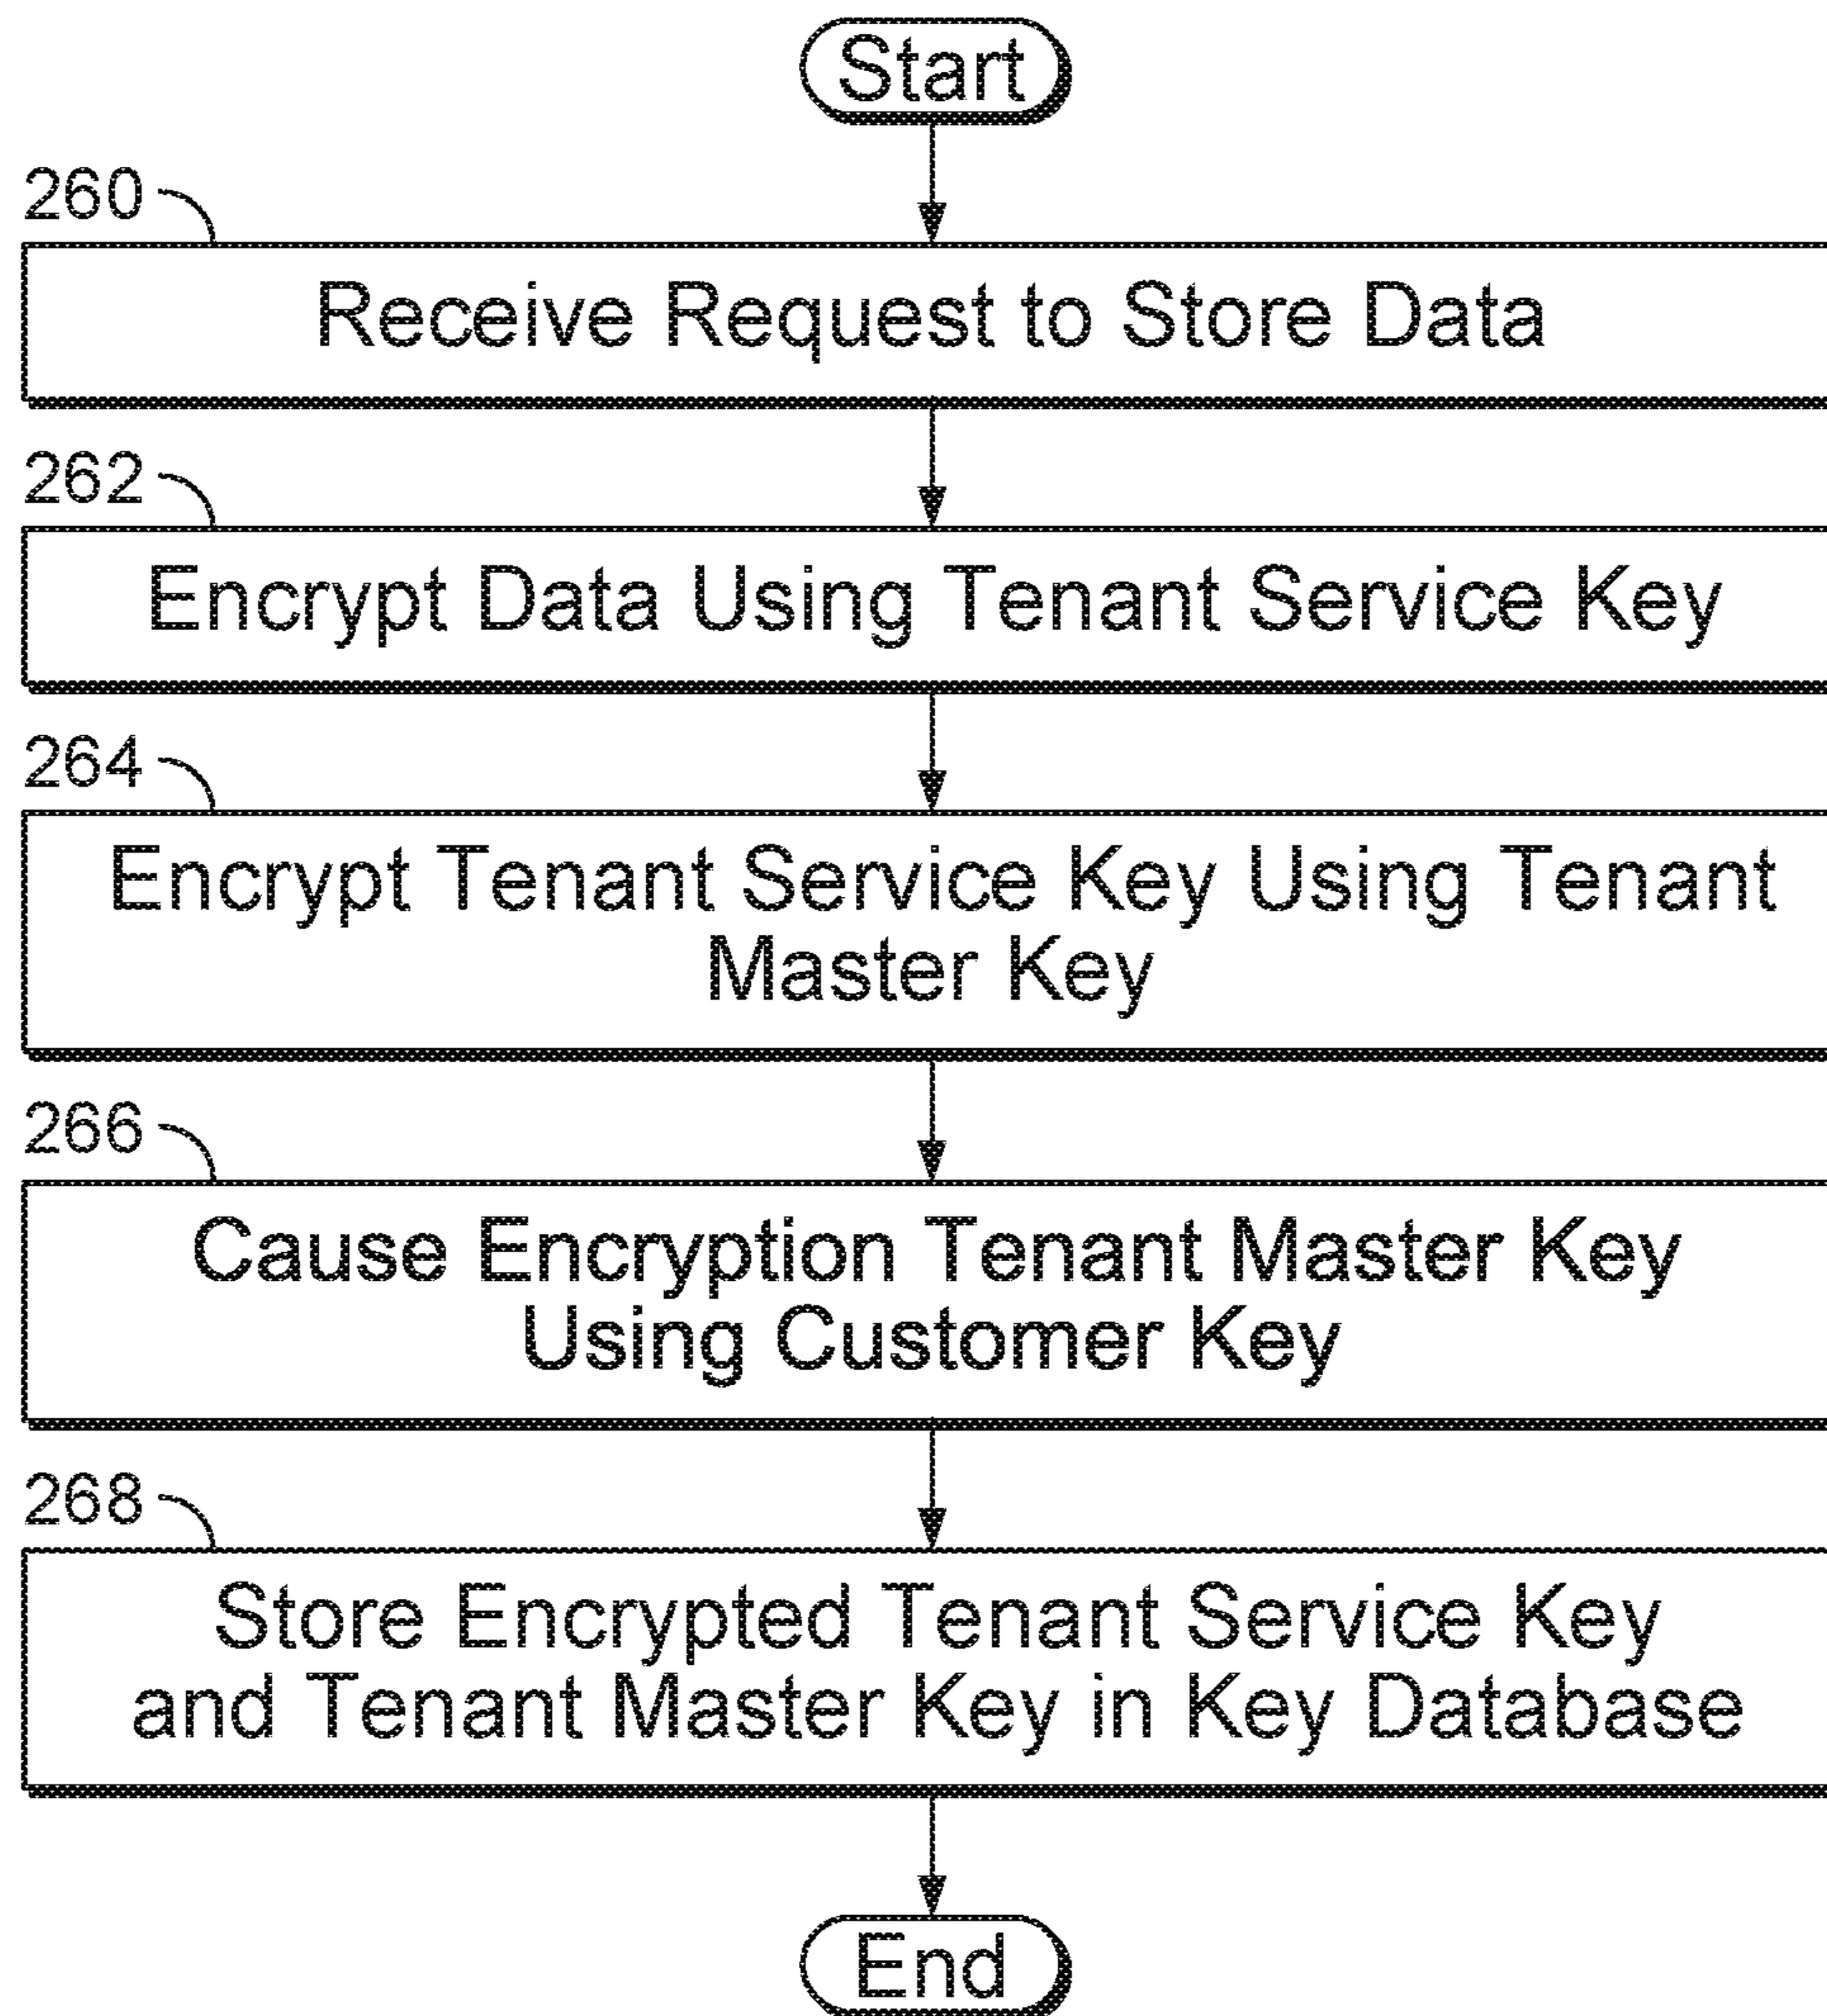 Start
260
Receive Request to Store Data
262
Encrypt Data Using Tenant Service Key
264
Encrypt Tenant Service Key Using Tenant
Master Key
266
Cause Encryption Tenant Master Key
Using Customer Key
268
Store Encrypted Tenant Service Key
and Tenant Master Key in Key Database
End